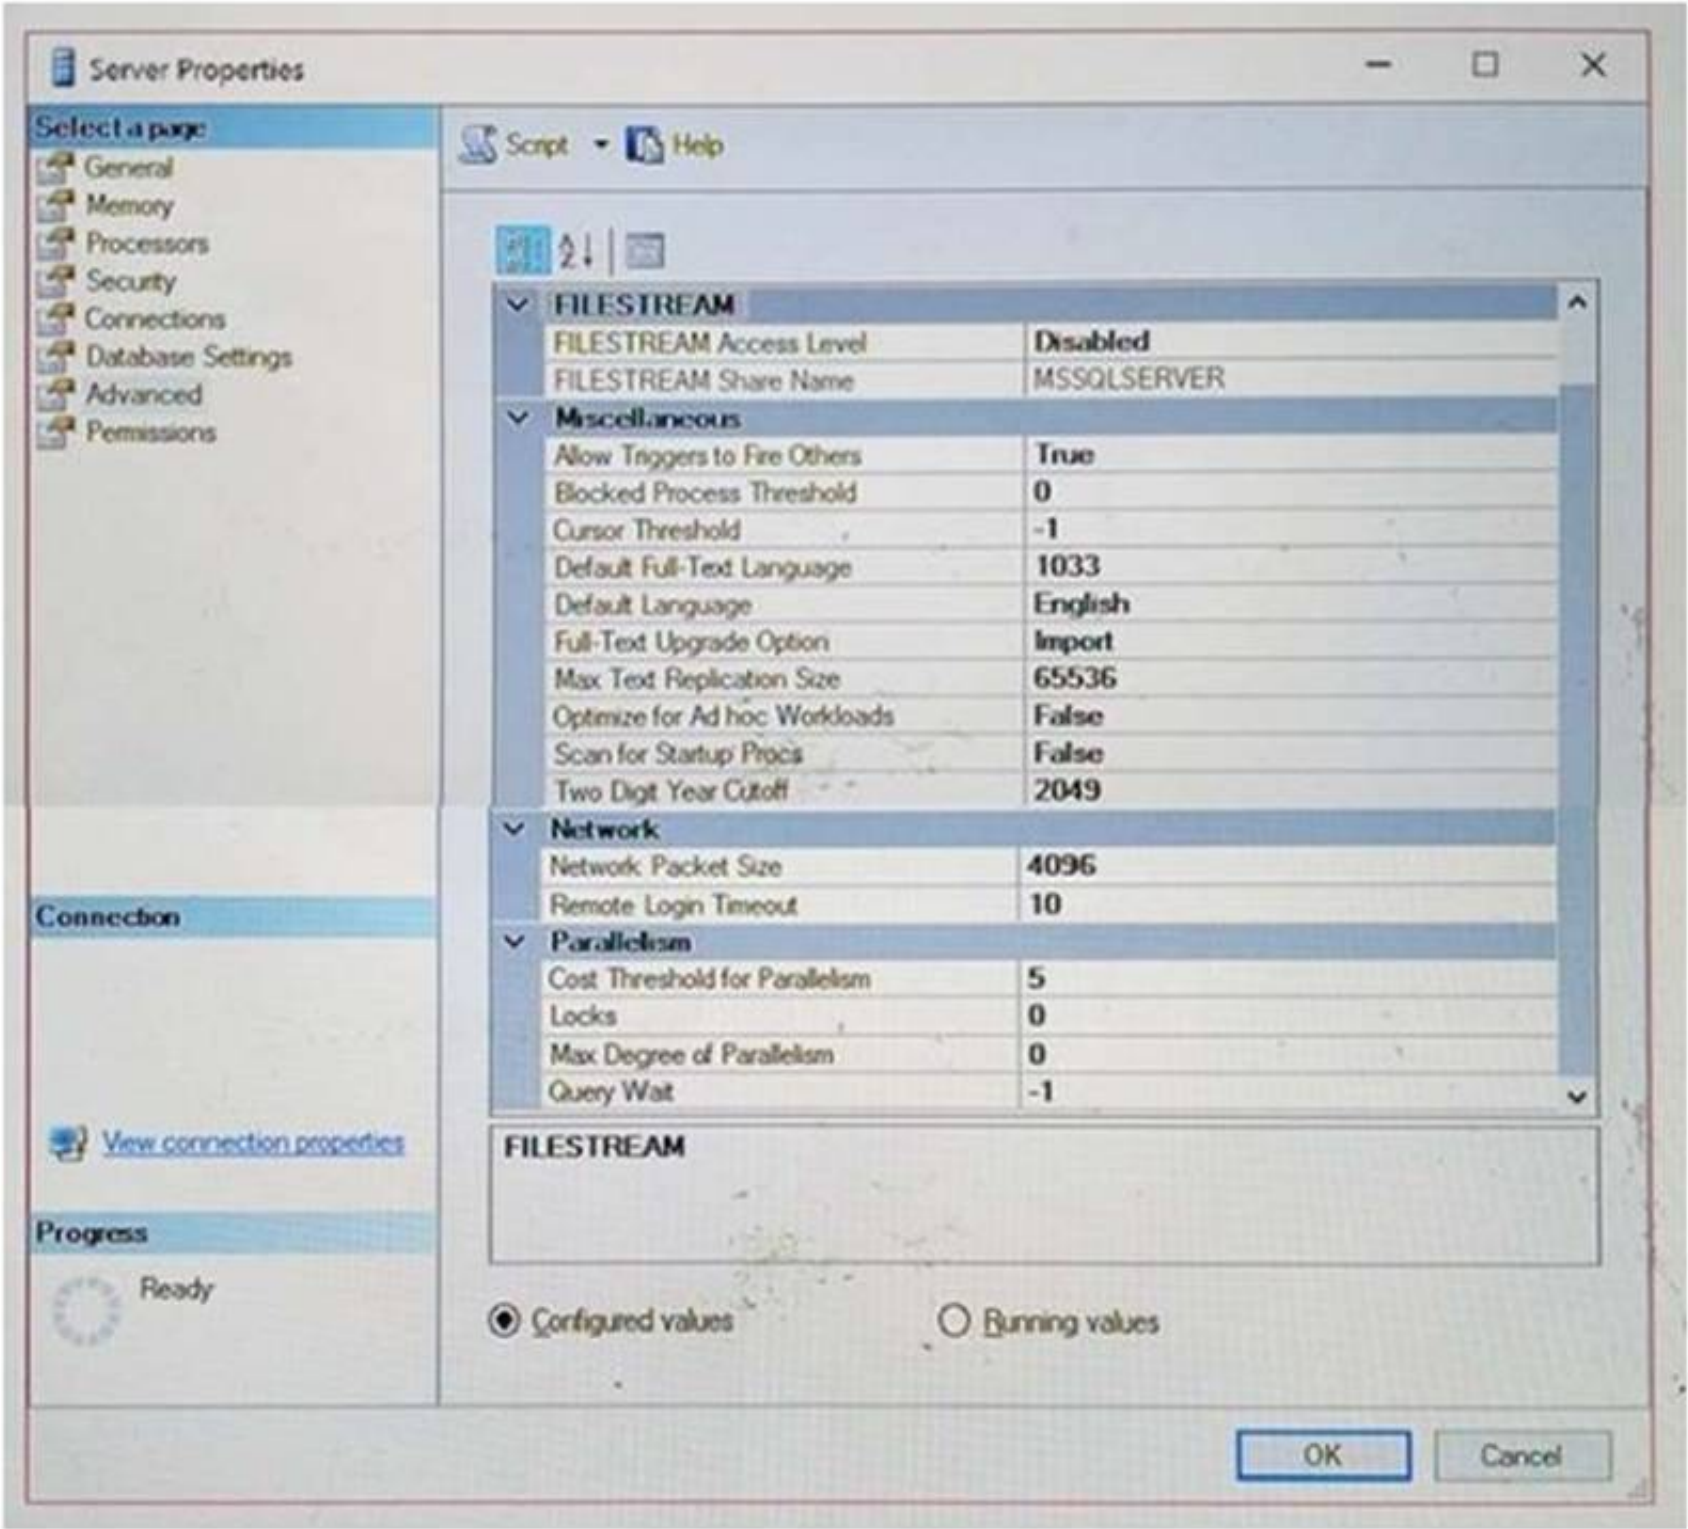 Server Properties
Select a page
General
Memory
Processors
Security
Connections
Database Settings
Advanced
Permissions
Script Help
FILESTREAM
FILESTREAM Access Level Disabled
FILESTREAM Share Name MSSQLSERVER
Miscellaneous
Allow Triggers to Fire Others True
Blocked Process Threshold 0
Cursor Threshold -1
Default Full-Text Language 1033
Default Language English
Full-Text Upgrade Option Import
Max Text Replication Size 65536
Optimize for Ad hoc Workloads False
Scan for Startup Procs False
Two Digit Year Cutoff 2049
Network
Network Packet Size 4096
Remote Login Timeout 10
Parallelism
Cost Threshold for Parallelism 5
Locks 0
Max Degree of Parallelism 0
Query Wait -1
FILESTREAM
Configured values Running values
Connection
View connection properties
Progress
Ready
OK Cancel